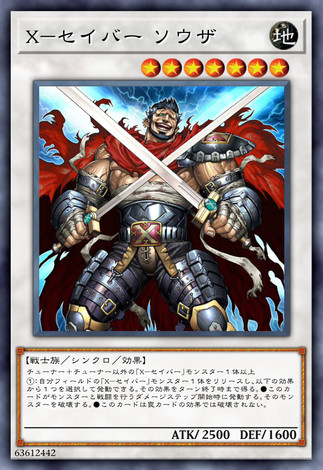 X－セイバー ソウザ
地
【戦士族／シンクロ／効果】
チューナー＋チューナー以外の「X－セイバー」モンスター１体以上
①：自分フィールドの「X－セイバー」モンスター１体をリリースし、以下の効果
から１つを選択して発動できる。その効果をターン終了時まで得る。●このカ
ードがモンスターと戦闘を行うダメージステップ開始時に発動する。そのモンス
ターを破壊する。●このカードは罠カードの効果では破壊されない。
ATK/ 2500 DEF/1600
63612442